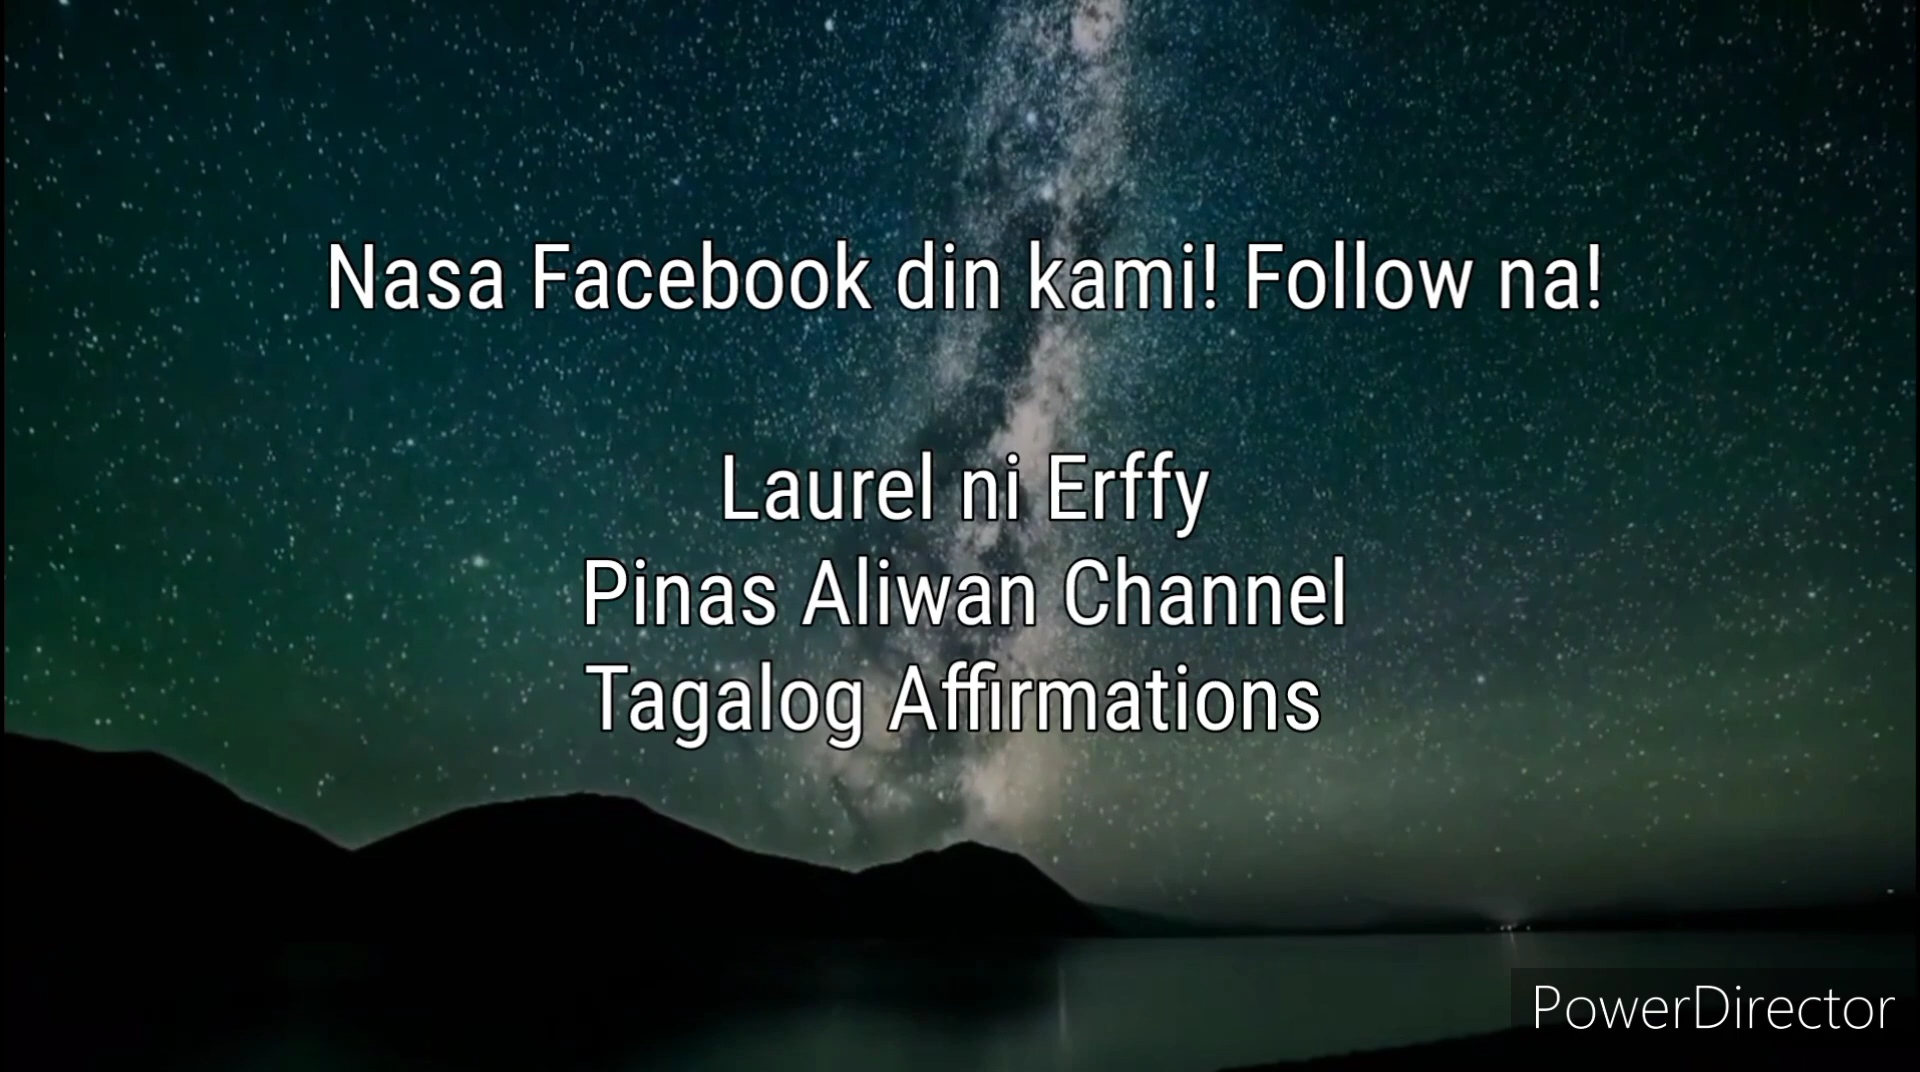 Nasa Facebook din kami! Follow na!
Laurel ni Erffy
Pinas Aliwan Channel
Tagalog Affirmations
PowerDirector